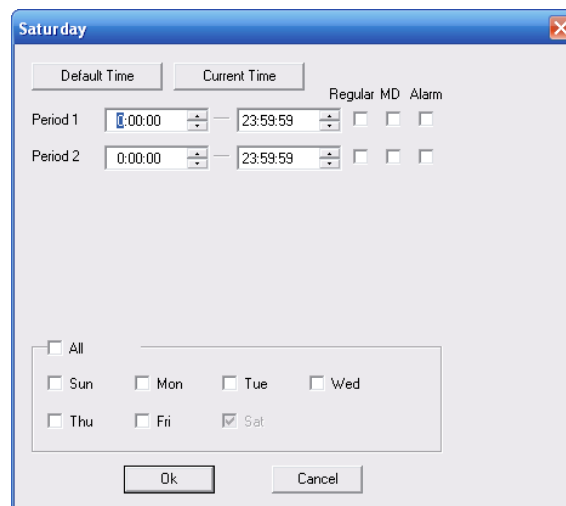 Saturday
Default Time Current Time
Regular MD Alarm
Period 1 0:00:00 — 23:59:59
Period 2 0:00:00 — 23:59:59
All
Sun Mon Tue Wed
Thu Fri Sat
Ok Cancel